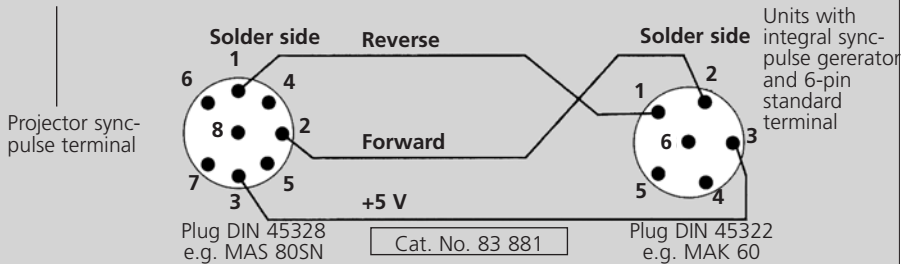 Projector sync-
pulse terminal
Solder side
1
6
4
8
2
7
5
3
Plug DIN 45328
e.g. MAS 80SN
Reverse
Forward
+5 V
Cat. No. 83 881
Solder side
2
1
6
3
5
4
Plug DIN 45322
e.g. MAK 60
Units with
integral sync-
pulse gererator
and 6-pin
standard
terminal